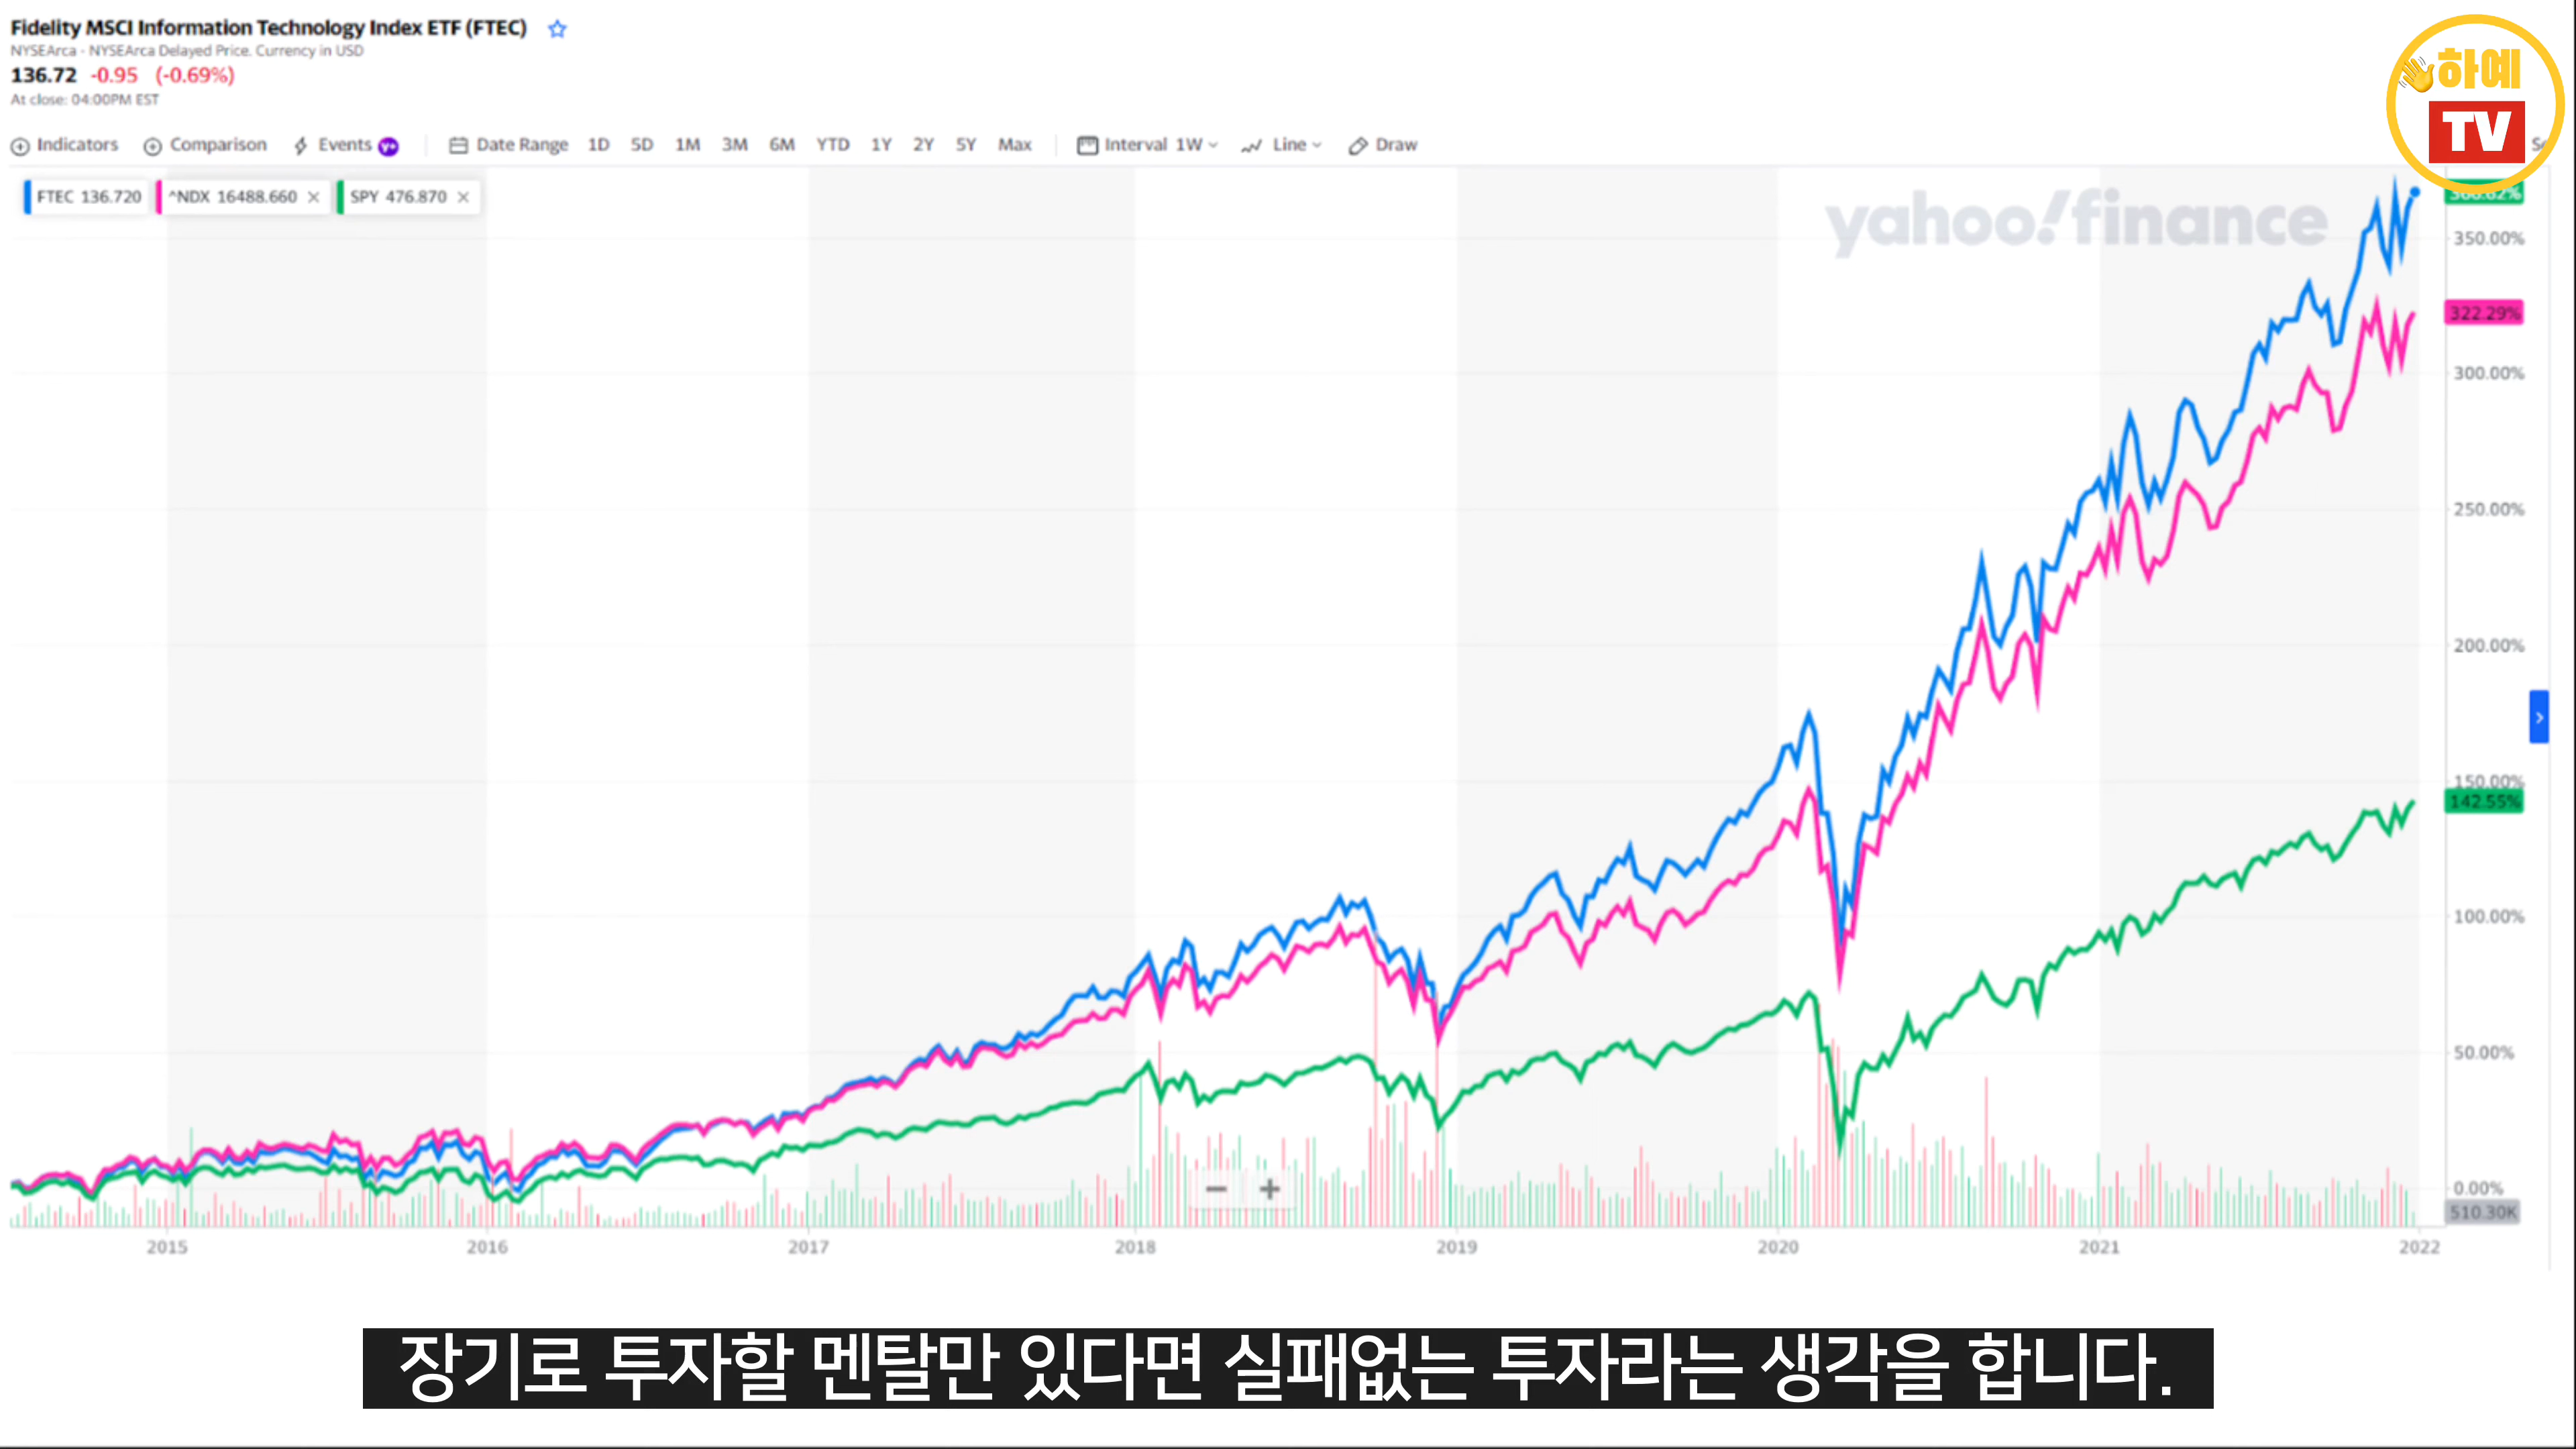 Fidelity MSCI Information Technology Index ETF (FTEC)
NYSEArca - NYSEArca Delayed Price. Currency in USD
136.72 -0.95 (-0.69%)
At close: 04:00PM EST
하예
TV
Indicators Comparison Events Y+ Date Range 1D 5D 1M 3M 6M YTD 1Y 2Y 5Y Max Interval 1W Line Draw
FTEC 136.720 ^NDX 16488.660 SPY 476.870
yahoo!finance
350.00%
322.29%
300.00%
250.00%
200.00%
150.00%
142.55%
100.00%
50.00%
0.00%
510.30K
2015 2016 2017 2018 2019 2020 2021 2022
장기로 투자할 멘탈만 있다면 실패없는 투자라는 생각을 합니다.